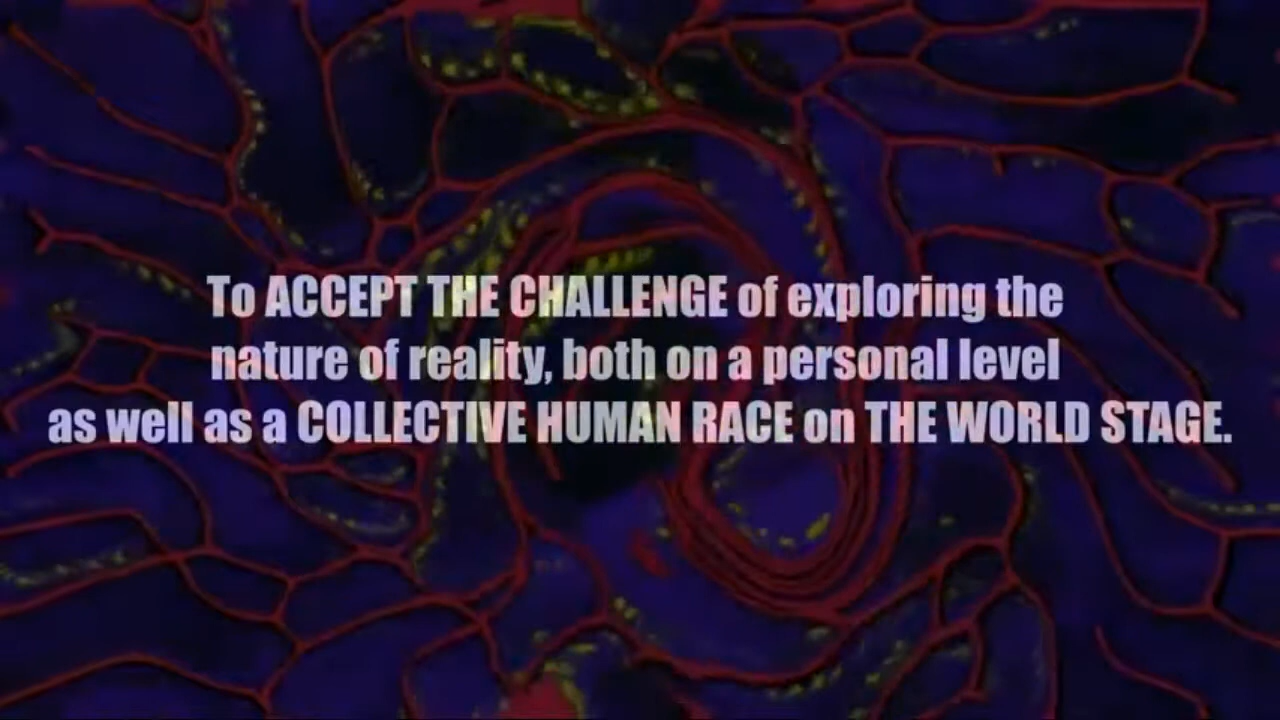 To ACCEPT THE CHALLENGE of exploring the
nature of reality, both on a personal level
as well as a COLLECTIVE HUMAN RACE on THE WORLD STAGE.